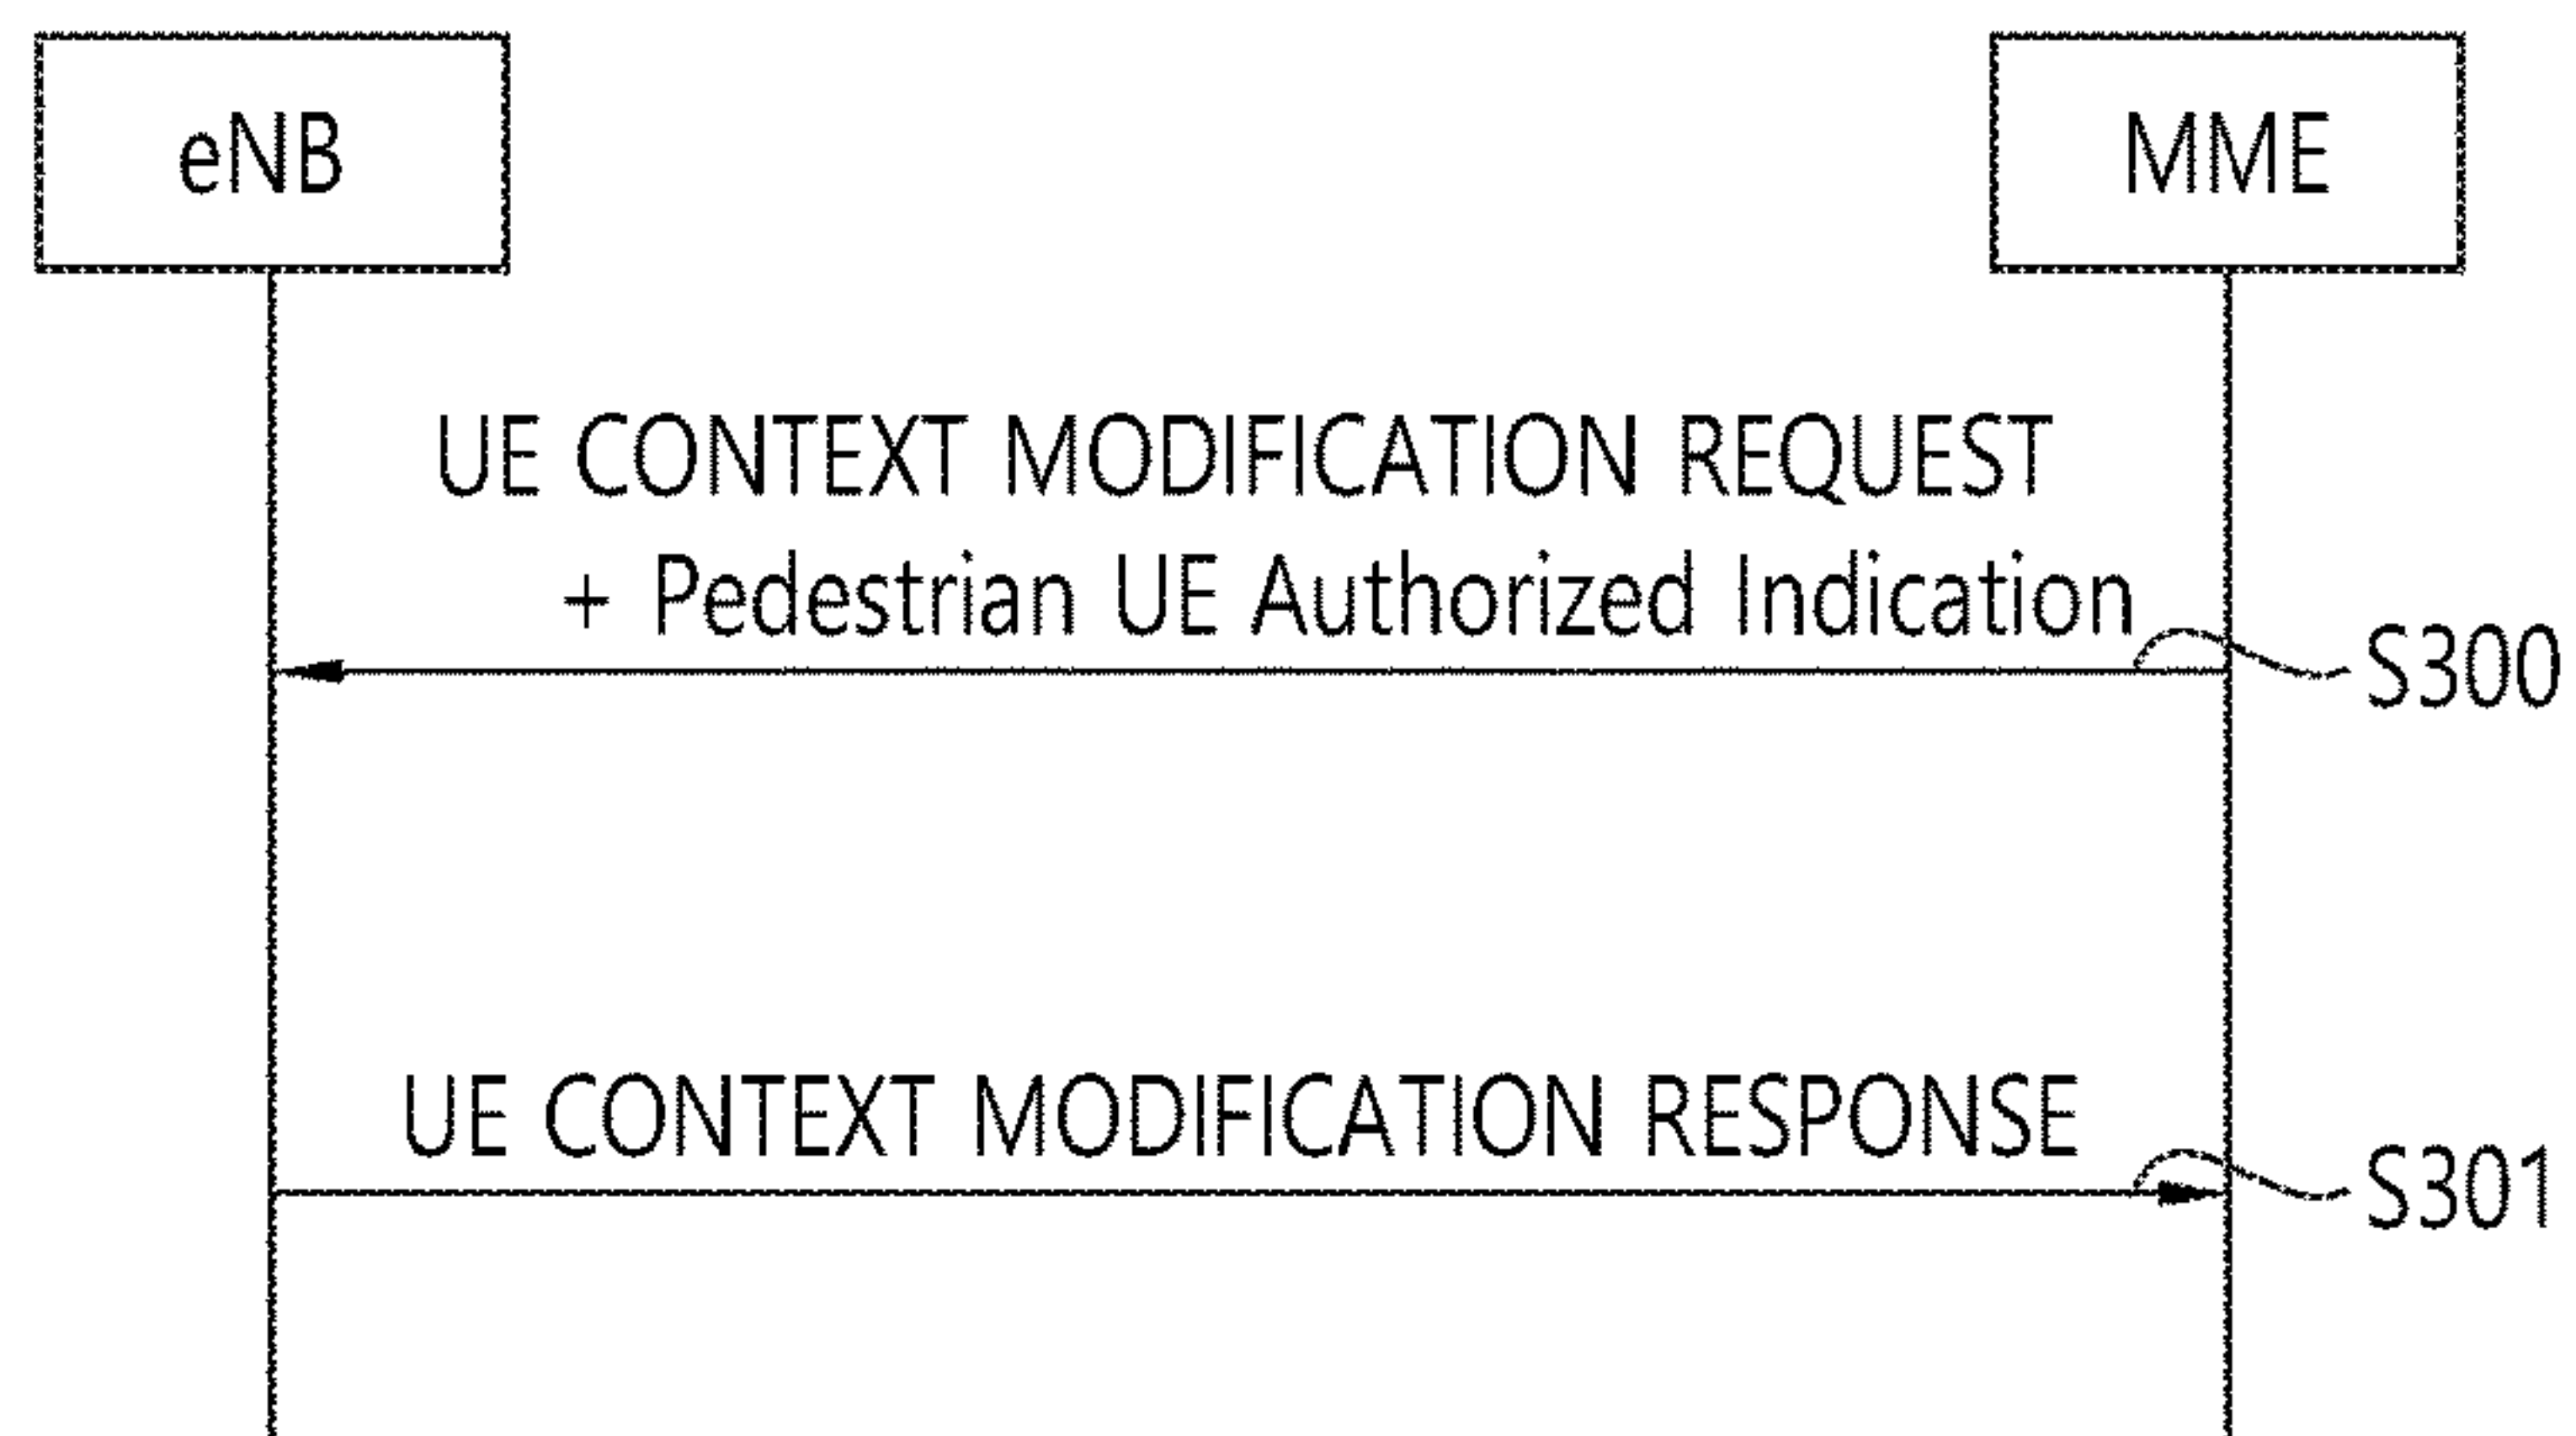 eNB
MME
UE CONTEXT MODIFICATION REQUEST
+ Pedestrian UE Authorized Indication
S300
UE CONTEXT MODIFICATION RESPONSE
S301